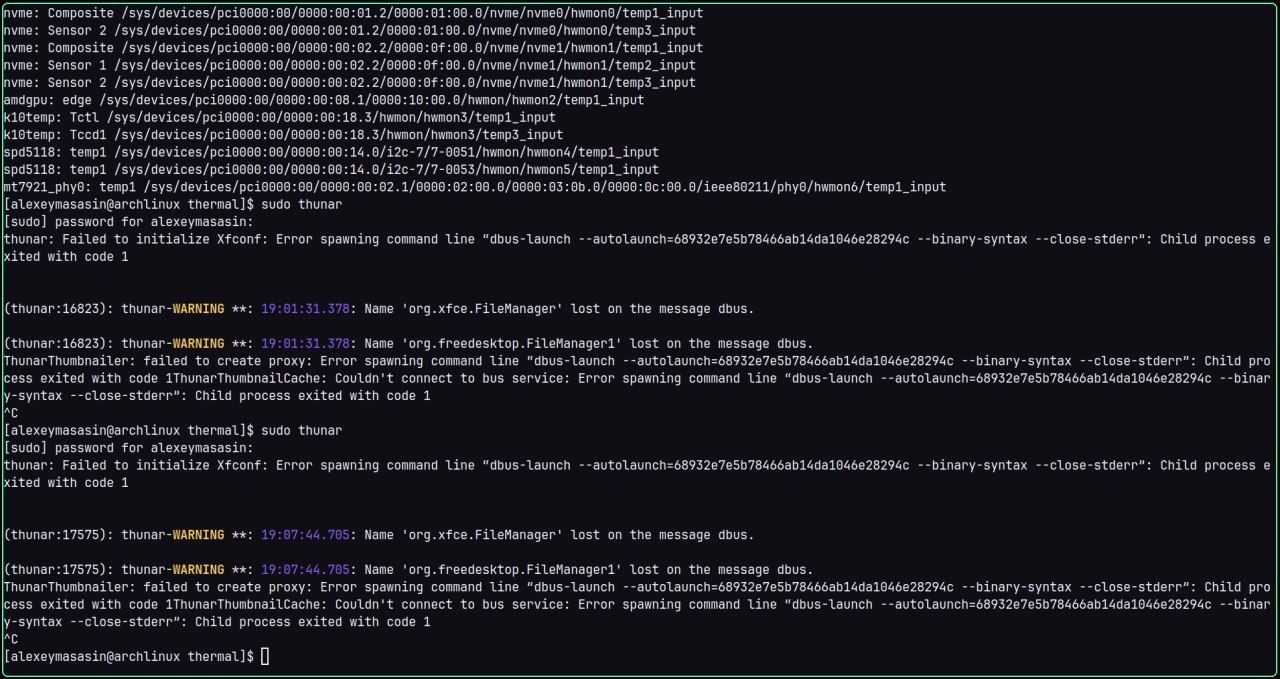 nvme: Composite /sys/devices/pci0000:00/0000:00:01.2/0000:01:00.0/nvme/nvme0/hwmon0/temp1_input
nvme: Sensor 2 /sys/devices/pci0000:00/0000:00:01.2/0000:01:00.0/nvme/nvme0/hwmon0/temp3_input
nvme: Composite /sys/devices/pci0000:00/0000:00:02.2/0000:0f:00.0/nvme/nvme1/hwmon1/temp1_input
nvme: Sensor 1 /sys/devices/pci0000:00/0000:00:02.2/0000:0f:00.0/nvme/nvme1/hwmon1/temp2_input
nvme: Sensor 2 /sys/devices/pci0000:00/0000:00:02.2/0000:0f:00.0/nvme/nvme1/hwmon1/temp3_input
amdgpu: edge /sys/devices/pci0000:00/0000:00:08.1/0000:10:00.0/hwmon/hwmon2/temp1_input
k10temp: Tctl /sys/devices/pci0000:00/0000:00:18.3/hwmon/hwmon3/temp1_input
k10temp: Tccd1 /sys/devices/pci0000:00/0000:00:18.3/hwmon/hwmon3/temp3_input
spd5118: temp1 /sys/devices/pci0000:00/0000:00:14.0/i2c-7/7-0051/hwmon/hwmon4/temp1_input
spd5118: temp1 /sys/devices/pci0000:00/0000:00:14.0/i2c-7/7-0053/hwmon/hwmon5/temp1_input
mt7921_phy0: temp1 /sys/devices/pci0000:00/0000:00:02.1/0000:02:00.0/0000:03:0b.0/0000:0c:00.0/ieee80211/phy0/hwmon6/temp1_input
[alexeymasasin@archlinux thermal]$ sudo thunar
[sudo] password for alexeymasasin:
thunar: Failed to initialize Xfconf: Error spawning command line “dbus-launch --autolaunch=68932e7e5b78466ab14da1046e28294c --binary-syntax --close-stderr”: Child process e
xited with code 1
(thunar:16823): thunar-WARNING **: 19:01:31.378: Name 'org.xfce.FileManager' lost on the message dbus.
(thunar:16823): thunar-WARNING **: 19:01:31.378: Name 'org.freedesktop.FileManager1' lost on the message dbus.
ThunarThumbnailer: failed to create proxy: Error spawning command line “dbus-launch --autolaunch=68932e7e5b78466ab14da1046e28294c --binary-syntax --close-stderr”: Child pro
cess exited with code 1ThunarThumbnailCache: Couldn't connect to bus service: Error spawning command line “dbus-launch --autolaunch=68932e7e5b78466ab14da1046e28294c --binar
y-syntax --close-stderr”: Child process exited with code 1
^C
[alexeymasasin@archlinux thermal]$ sudo thunar
[sudo] password for alexeymasasin:
thunar: Failed to initialize Xfconf: Error spawning command line “dbus-launch --autolaunch=68932e7e5b78466ab14da1046e28294c --binary-syntax --close-stderr”: Child process e
xited with code 1
(thunar:17575): thunar-WARNING **: 19:07:44.705: Name 'org.xfce.FileManager' lost on the message dbus.
(thunar:17575): thunar-WARNING **: 19:07:44.705: Name 'org.freedesktop.FileManager1' lost on the message dbus.
ThunarThumbnailer: failed to create proxy: Error spawning command line “dbus-launch --autolaunch=68932e7e5b78466ab14da1046e28294c --binary-syntax --close-stderr”: Child pro
cess exited with code 1ThunarThumbnailCache: Couldn't connect to bus service: Error spawning command line “dbus-launch --autolaunch=68932e7e5b78466ab14da1046e28294c --binar
y-syntax --close-stderr”: Child process exited with code 1
^C
[alexeymasasin@archlinux thermal]$